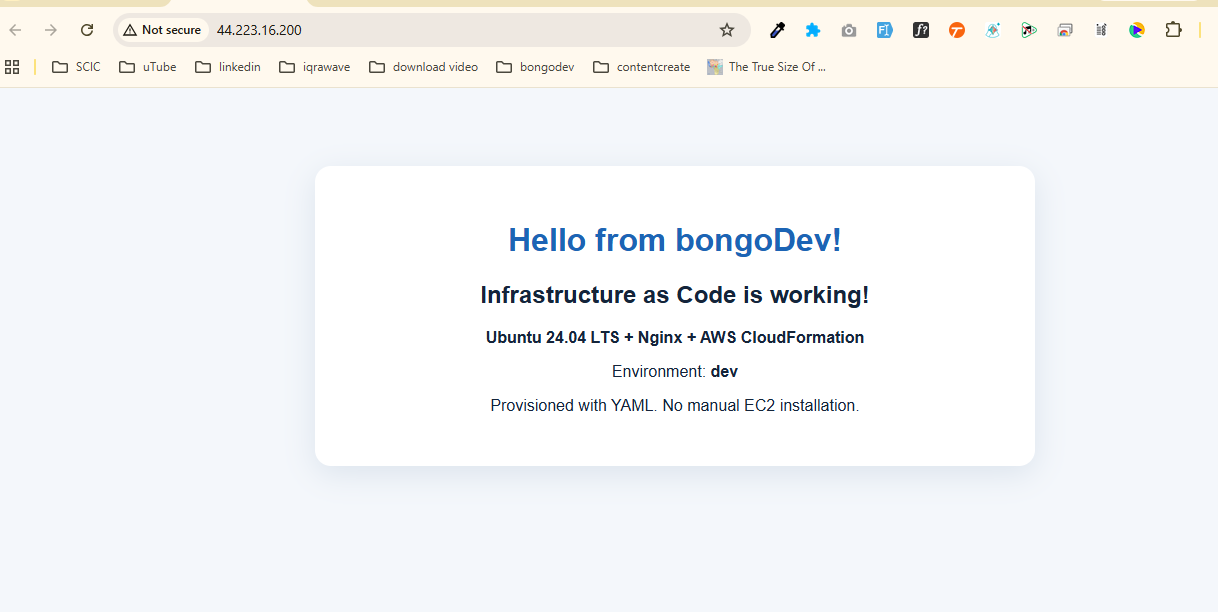 Not secure 44.223.16.200
SCIC uTube linkedin iqrawave download video bongodev contentcreate The True Size Of ...
Hello from bongoDev!
Infrastructure as Code is working!
Ubuntu 24.04 LTS + Nginx + AWS CloudFormation
Environment: dev
Provisioned with YAML. No manual EC2 installation.